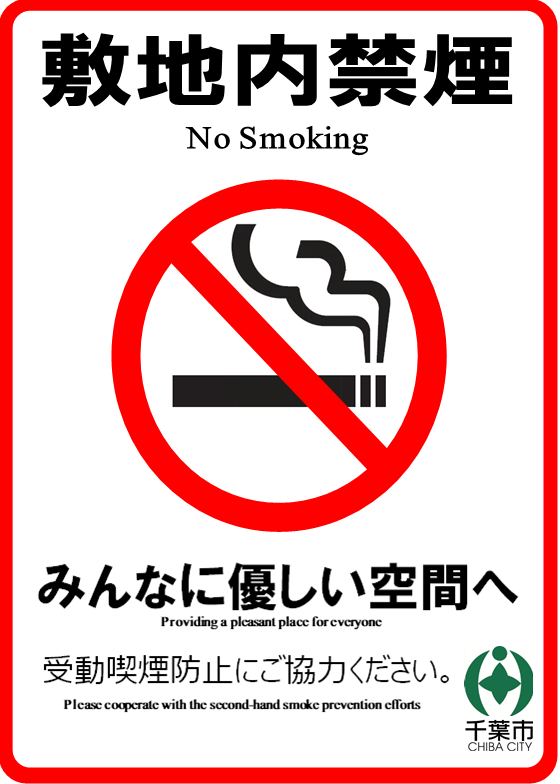 敷地内禁煙
No Smoking
みんなに優しい空間へ
Providing a pleasant place for everyone
受動喫煙防止にご協力ください。
Please cooperate with the second-hand smoke prevention efforts
千葉市
CHIBA CITY